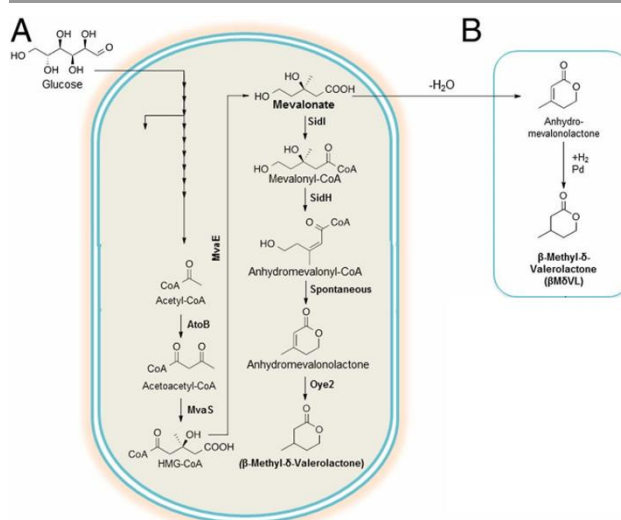 A
B
HO
OH
OH
OH
OH
O
Glucose
HO
HO
COOH
Mevalonate
-H₂O
SidI
HO
HO
O
CoA
Mevalonyl-CoA
SidH
O
CoA
HO
Anhydromevalonyl-CoA
Spontaneous
O
O
Anhydromevalonolactone
Oye2
O
O
(β-Methyl-δ-Valerolactone)
MvaE
O
CoA
Acetyl-CoA
AtoB
O
O
CoA
Acetoacetyl-CoA
MvaS
O
OH
CoA
COOH
HMG-CoA
O
O
Anhydro-
mevalonolactone
+H₂
Pd
O
O
β-Methyl-δ-
Valerolactone
(βMδVL)